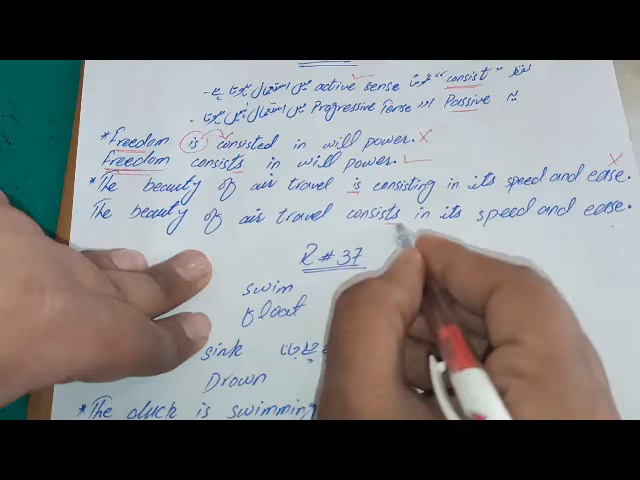 لفظ "consist" عموماً active sense میں استعمال ہوتا ہے۔
یہ Passive اور Progressive Tense میں استعمال نہیں ہوتا۔
*Freedom is consisted in will power. ×
Freedom consists in will power. ✓
*The beauty of air travel is consisting in its speed and ease. ×
The beauty of air travel consists in its speed and ease.
R # 37
swim
float
sink
Drown
*The duck is swimming